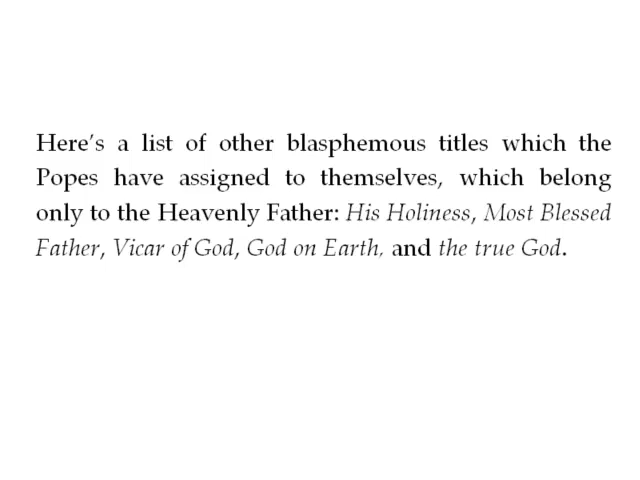 Here's a list of other blasphemous titles which the
Popes have assigned to themselves, which belong
only to the Heavenly Father: His Holiness, Most Blessed
Father, Vicar of God, God on Earth, and the true God.